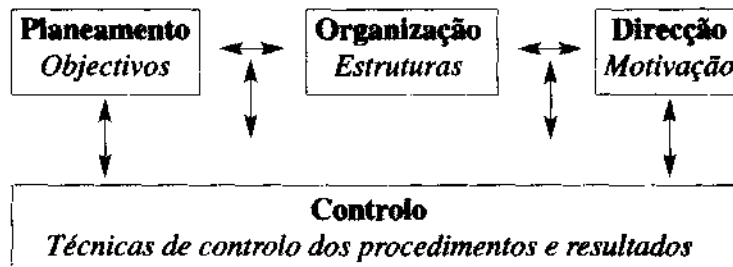 Planeamento
Objectivos
Organização
Estruturas
Direcção
Motivação
Controlo
Técnicas de controlo dos procedimentos e resultados